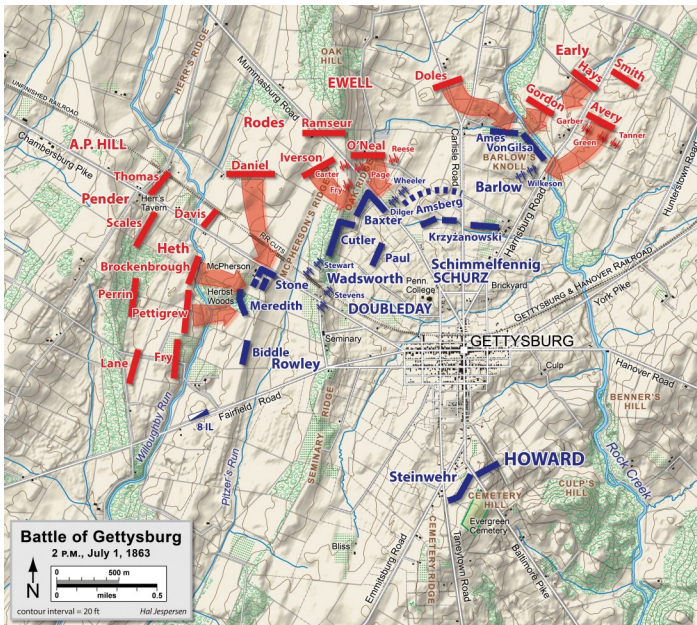 OAK
HILL
HERR'S RIDGE
Mummasburg Road
EWELL
Early
Hays
Smith
Doles
Gordon
Avery
Garber
Green
Tanner
UNFINISHED RAILROAD
Rodes
Ramseur
A.P. HILL
Chambersburg Pike
Carlisle Road
Ames
VonGilsa
BARLOW'S
KNOLL
O'Neal
Reese
Iverson
Daniel
Carter
Fry
Page
OAK RIDGE
Wheeler
Barlow
Wilkeson
Hunterstown Road
Pender
Thomas
Herr's
Tavern
Scales
Davis
Dilger
Amsberg
Baxter
Krzyżanowski
Harrisburg Road
McPHERSON'S RIDGE
RR CUTS
Cutler
Paul
Heth
Brockenbrough
McPherson
Stewart
Wadsworth
Schimmelfennig
SCHURZ
Penn.
College
Brickyard
GETTYSBURG & HANOVER RAILROAD
York Pike
Stone
Herbst
Woods
Meredith
Stevens
DOUBLEDAY
Perrin
Pettigrew
Seminary
GETTYSBURG
Lane
Fry
Biddle
Rowley
Culp
Hanover Road
BENNER'S
HILL
Willoughby Run
8 IL
Fairfield Road
SEMINARY RIDGE
Pitzer's Run
Rock Creek
HOWARD
Steinwehr
CEMETERY
HILL
CULP'S
HILL
Evergreen
Cemetery
Bliss
Emmitsburg Road
CEMETERY RIDGE
Taneytown Road
Baltimore Pike
Battle of Gettysburg
2 P.M., July 1, 1863
N
0 500 m
0 miles 0.5
contour interval = 20 ft Hal Jespersen